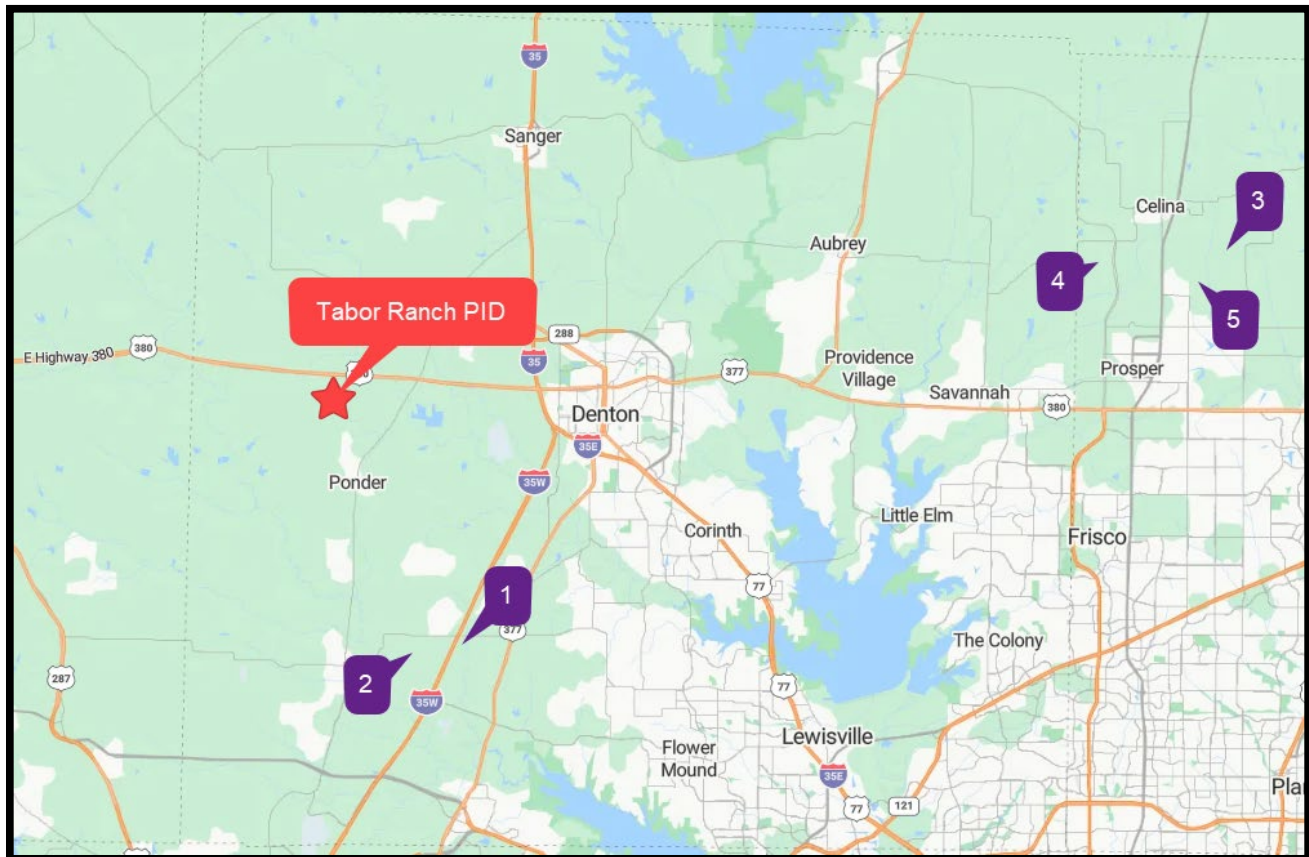 35
Sanger
Celina
3
Aubrey
4
Tabor Ranch PID
5
288
E Highway 380
380
35
Providence
Village
Prosper
377
Savannah
380
Denton
35E
Ponder
35W
Little Elm
Corinth
Frisco
77
1
377
The Colony
2
287
77
35W
Lewisville
Flower
Mound
35E
77
121
Pla